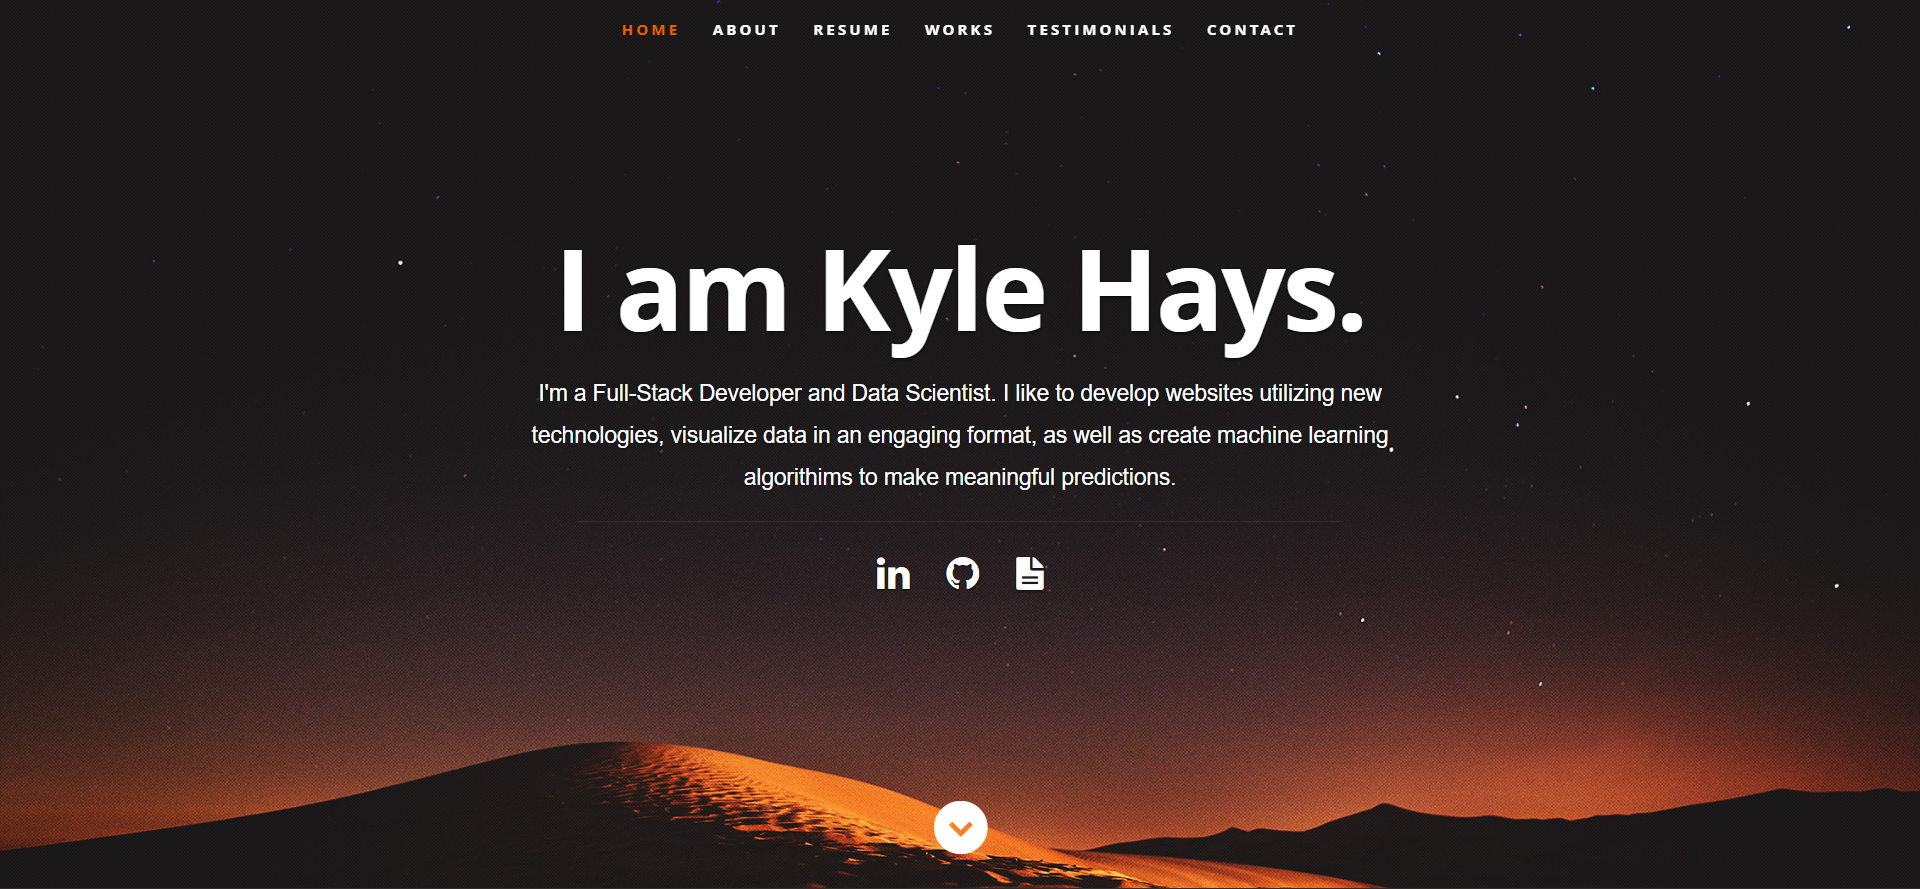 HOME ABOUT RESUME WORKS TESTIMONIALS CONTACT
I am Kyle Hays.
I'm a Full-Stack Developer and Data Scientist. I like to develop websites utilizing new
technologies, visualize data in an engaging format, as well as create machine learning
algorithims to make meaningful predictions.
in